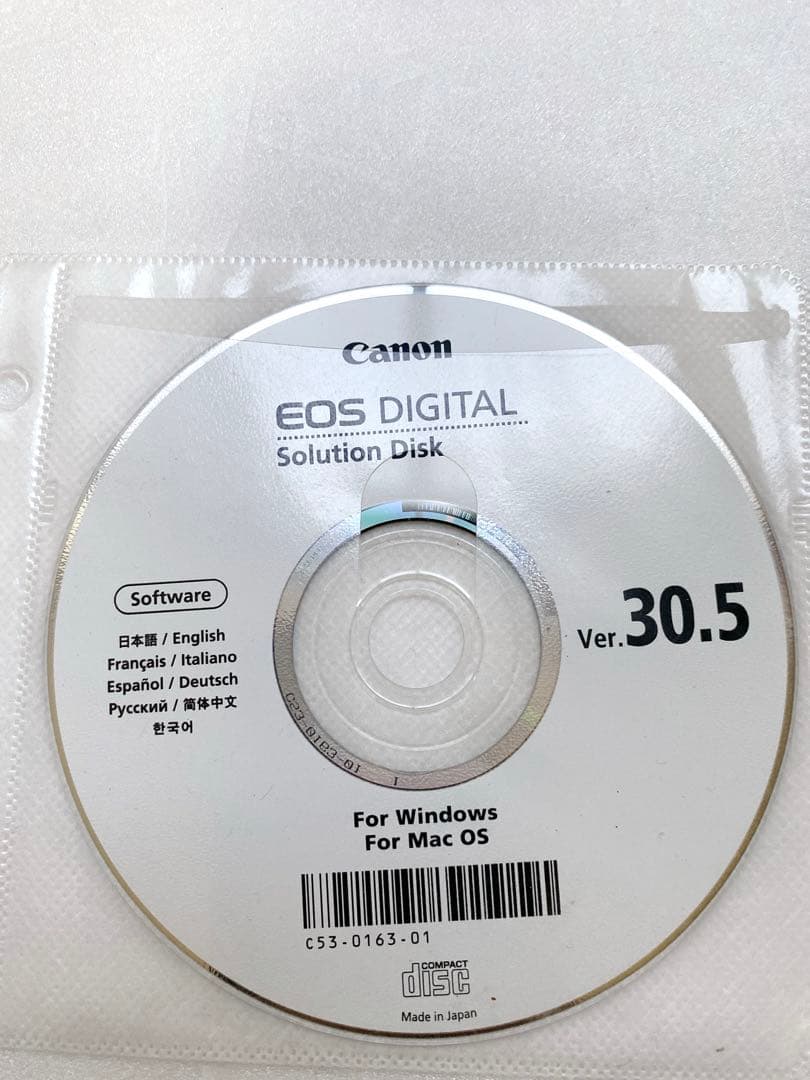 Canon
EOS DIGITAL
Solution Disk
Software
日本語 / English
Français / Italiano
Español / Deutsch
Русский / 简体中文
한국어
Ver.30.5
C53-0163-01 1
For Windows
For Mac OS
C53-0163-01
COMPACT
disc
Made in Japan